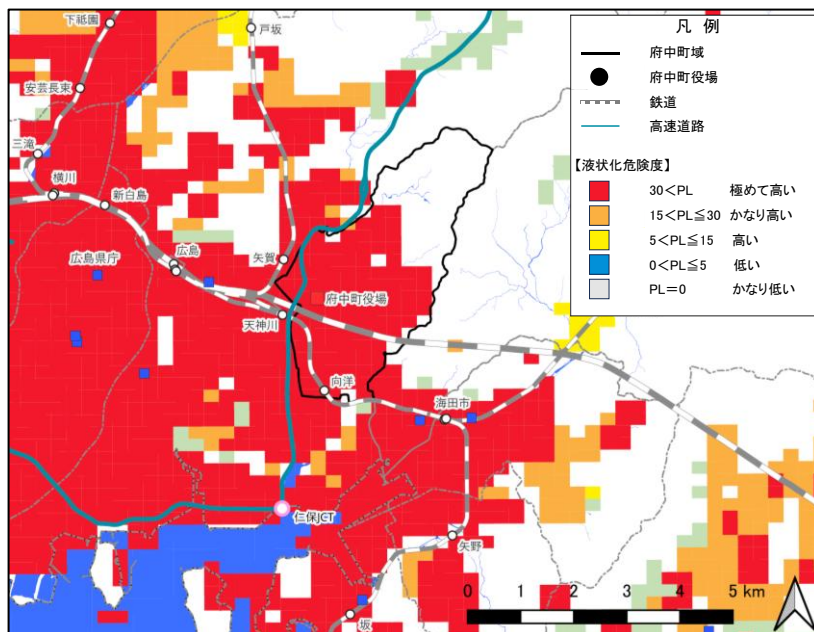 凡 例
府中町域
府中町役場
鉄道
高速道路
【液状化危険度】
30＜PL 極めて高い
15＜PL≦30 かなり高い
5＜PL≦15 高い
0＜PL≦5 低い
PL＝0 かなり低い
下祗園
戸坂
安芸長束
三滝
横川
新白島
広島県庁
広島
矢賀
府中町役場
天神川
向洋
海田市
仁保JCT
矢野
坂
0 1 2 3 4 5 km